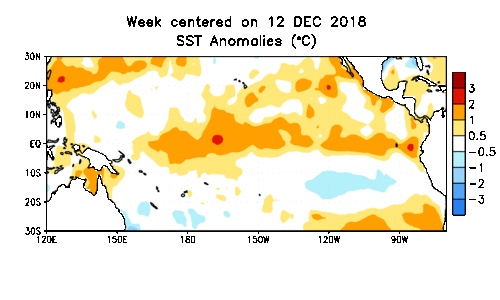 Week centered on 12 DEC 2018
SST Anomalies (°C)
30N
20N
10N
EQ
10S
20S
30S
120E 150E 180 150W 120W 90W
3
2
1
0.5
-0.5
-1
-2
-3